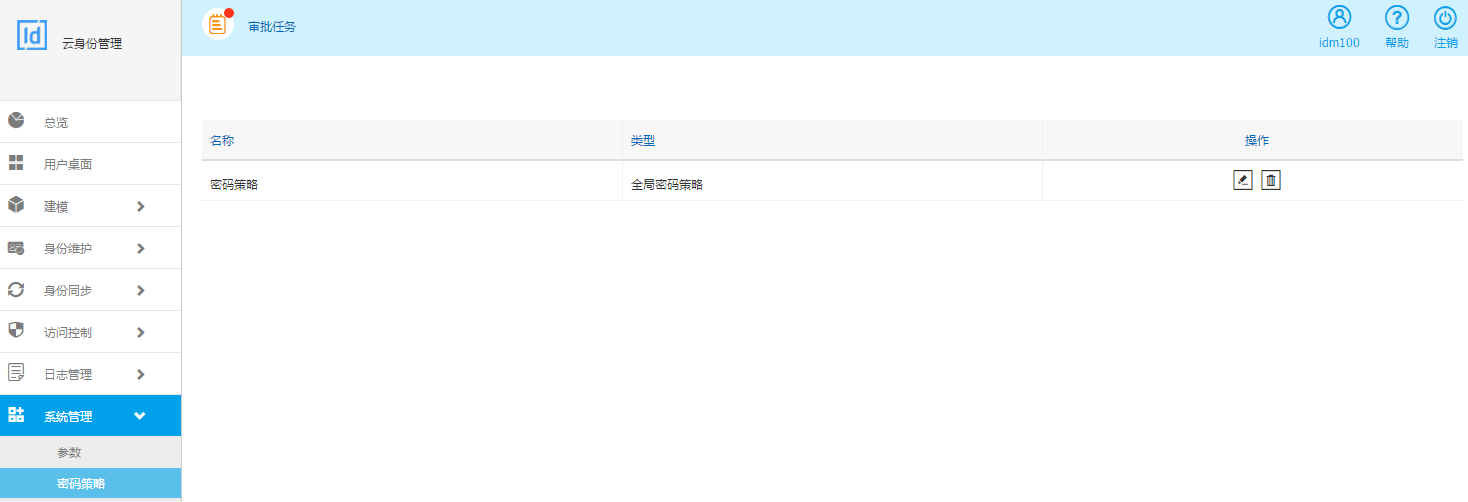 Id
云身份管理
审批任务
idm100
帮助
注销
总览
用户桌面
建模
身份维护
身份同步
访问控制
日志管理
系统管理
参数
密码策略
名称 类型 操作
密码策略 全局密码策略